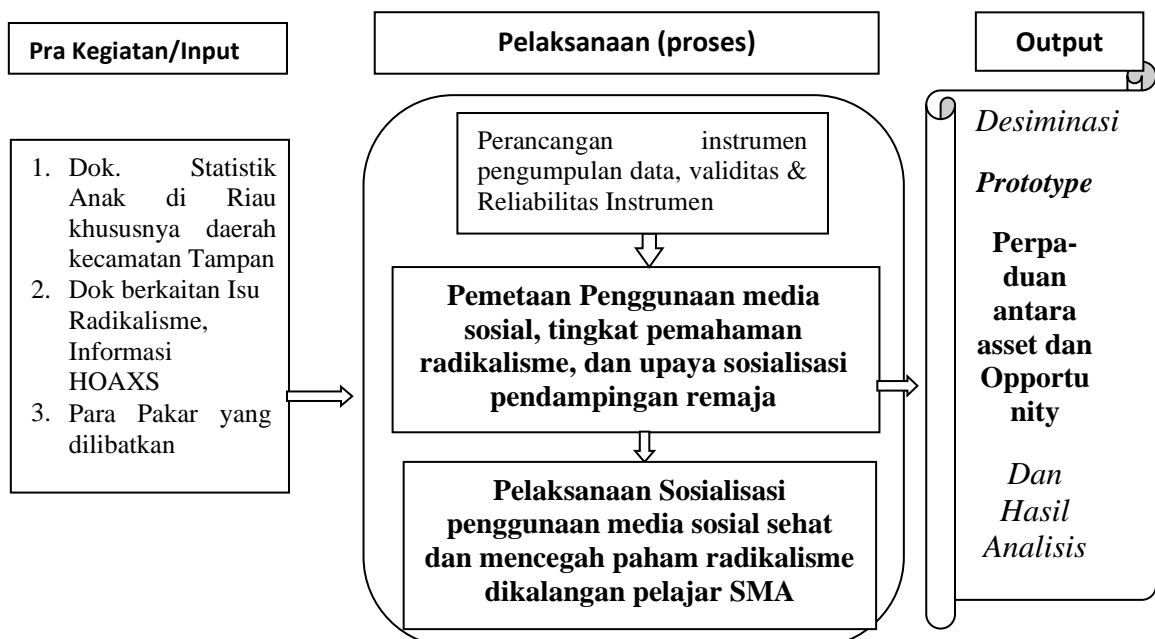 Pra Kegiatan/Input
Pelaksanaan (proses)
Output
1. Dok. Statistik
Anak di Riau
khususnya daerah
kecamatan Tampan
2. Dok berkaitan Isu
Radikalisme,
Informasi
HOAXS
3. Para Pakar yang
dilibatkan
Perancangan instrumen
pengumpulan data, validitas &
Reliabilitas Instrumen
Pemetaan Penggunaan media
sosial, tingkat pemahaman
radikalisme, dan upaya sosialisasi
pendampingan remaja
Pelaksanaan Sosialisasi
penggunaan media sosial sehat
dan mencegah paham radikalisme
dikalangan pelajar SMA
Desiminasi
Prototype
Perpa-
duan
antara
asset dan
Opportu
nity
Dan
Hasil
Analisis